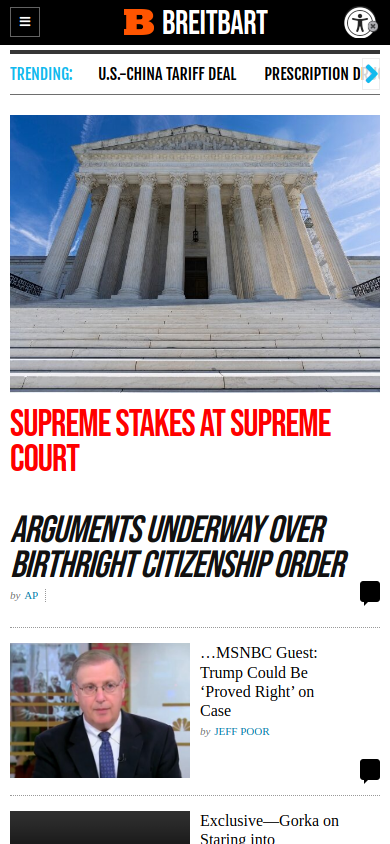 BREITBART
TRENDING: U.S.–CHINA TARIFF DEAL PRESCRIPTION D
SUPREME STAKES AT SUPREME
COURT
ARGUMENTS UNDERWAY OVER
BIRTHRIGHT CITIZENSHIP ORDER
by AP
…MSNBC Guest:
Trump Could Be
‘Proved Right’ on
Case
by JEFF POOR
Exclusive—Gorka on
Staring into